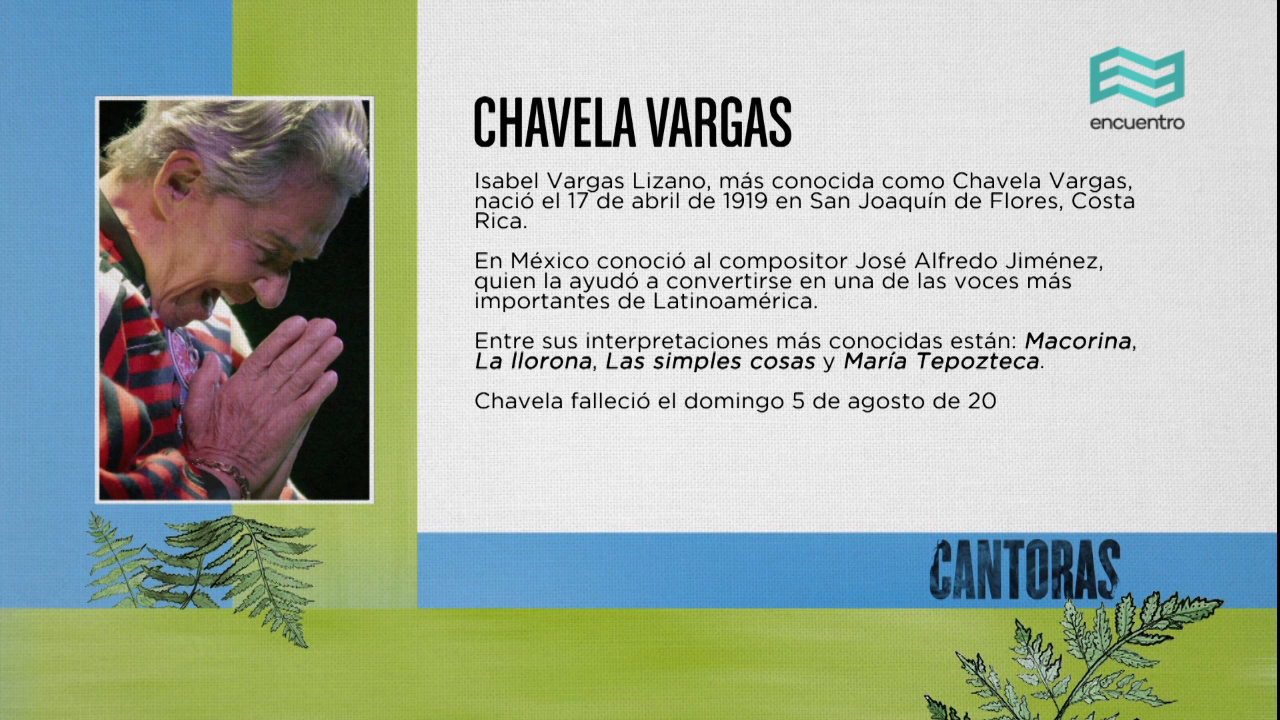 encuentro
CHAVELA VARGAS
Isabel Vargas Lizano, más conocida como Chavela Vargas,
nació el 17 de abril de 1919 en San Joaquín de Flores, Costa
Rica.
En México conoció al compositor José Alfredo Jiménez,
quien la ayudó a convertirse en una de las voces más
importantes de Latinoamérica.
Entre sus interpretaciones más conocidas están: Macorina,
La llorona, Las simples cosas y María Tepozteca.
Chavela falleció el domingo 5 de agosto de 20
CANTORAS